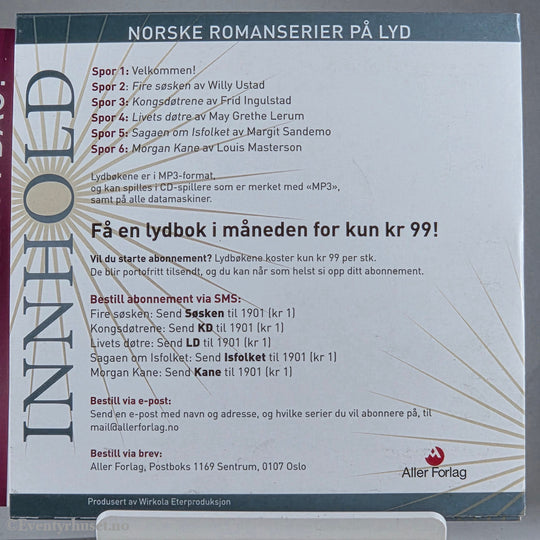 NORSKE ROMANSERIER PÅ LYD
INNHOLD
Spor 1: Velkommen!
Spor 2: Fire søsken av Willy Ustad
Spor 3: Kongsdøtrene av Frid Ingulstad
Spor 4: Livets døtre av May Grethe Lerum
Spor 5: Sagaen om Isfolket av Margit Sandemo
Spor 6: Morgan Kane av Louis Masterson
Lydbøkene er i MP3-format,
og kan spilles i CD-spillere som er merket med «MP3»,
samt på alle datamaskiner.
Få en lydbok i måneden for kun kr 99!
Vil du starte abonnement? Lydbøkene koster kun kr 99 per stk.
De blir portofritt tilsendt, og du kan når som helst si opp ditt abonnement.
Bestill abonnement via SMS:
Fire søsken: Send Søsken til 1901 (kr 1)
Kongsdøtrene: Send KD til 1901 (kr 1)
Livets døtre: Send LD til 1901 (kr 1)
Sagaen om Isfolket: Send Isfolket til 1901 (kr 1)
Morgan Kane: Send Kane til 1901 (kr 1)
Bestill via e-post:
Send en e-post med navn og adresse, og hvilke serier du vil abonnere på, til
mail@allerforlag.no
Bestill via brev:
Aller Forlag, Postboks 1169 Sentrum, 0107 Oslo
Aller Forlag
Produsert av Wirkola Eterproduksjon
© Eventyrhuset.no